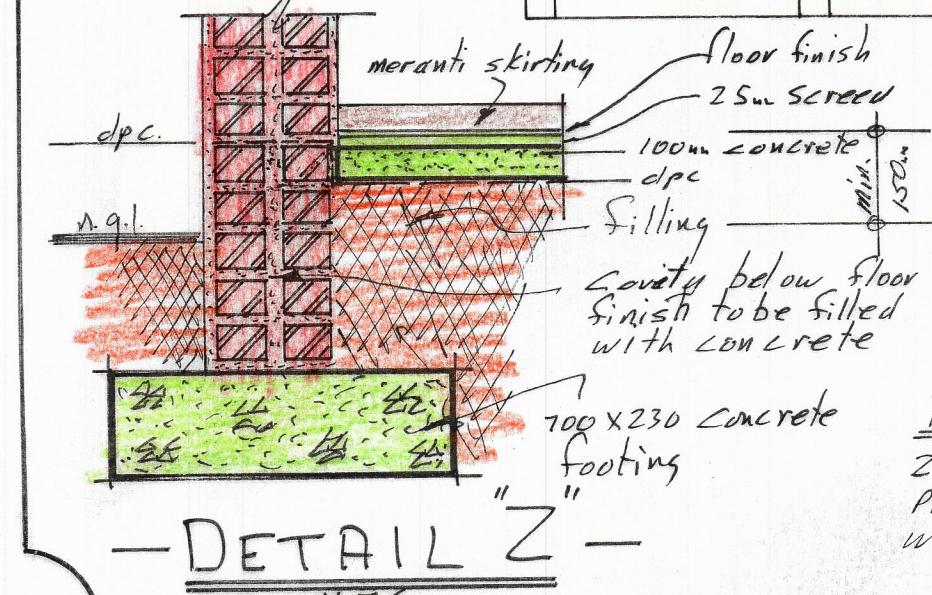 meranti skirting
floor finish
25mm screed
dpc.
100mm concrete
dpc
min.
150m
n.g.l.
filling
cavity below floor
finish to be filled
with concrete
700 x 230 concrete
footing
— DETAIL "Z" —